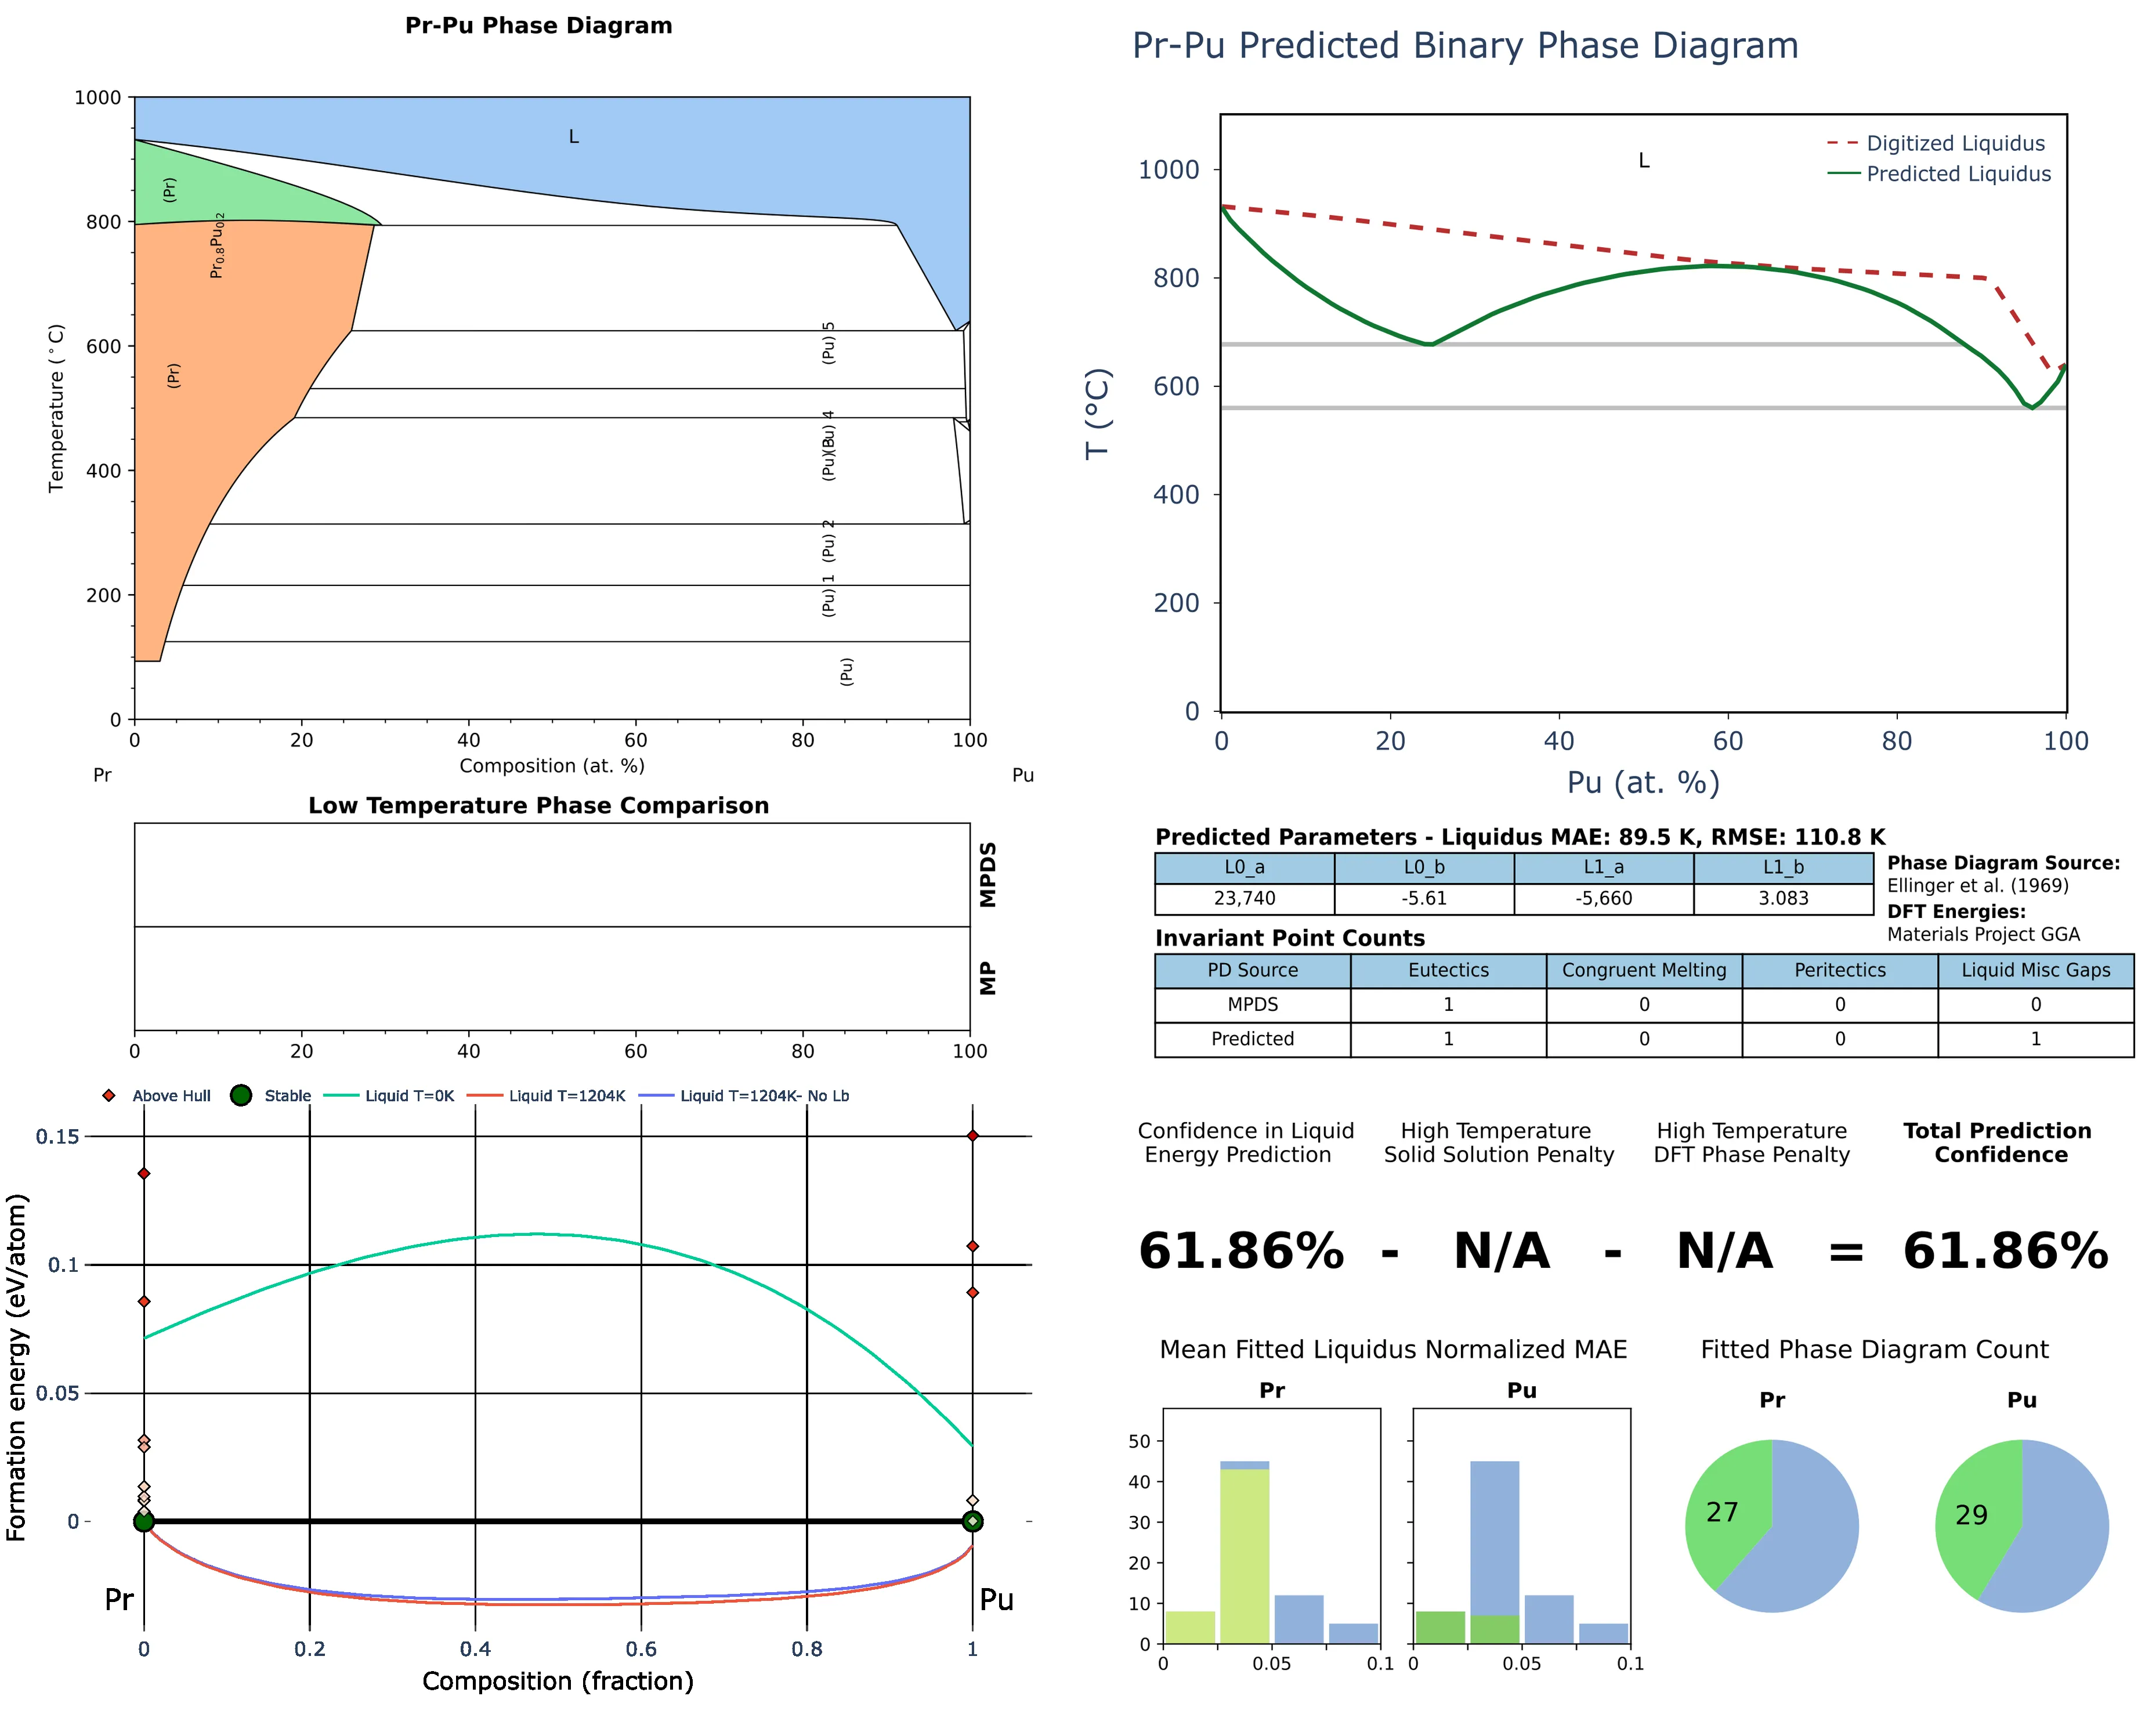 Pr-Pu Phase Diagram
1000
800
600
400
200
0
Temperature (°C)
L
(Pr)
Pr0.8Pu0.2
(Pr)
(Pu) 5
(Pu) 4
(Pu) 3
(Pu) 2
(Pu) 1
(Pu)
0 20 40 60 80 100
Composition (at. %)
Pr Pu
Low Temperature Phase Comparison
MPDS
MP
0 20 40 60 80 100
Above Hull Stable Liquid T=0K Liquid T=1204K Liquid T=1204K- No Lb
0.15
0.1
0.05
0
Formation energy (eV/atom)
Pr Pu
0 0.2 0.4 0.6 0.8 1
Composition (fraction)
Pr-Pu Predicted Binary Phase Diagram
L
Digitized Liquidus
Predicted Liquidus
1000
800
600
400
200
0
T (°C)
0 20 40 60 80 100
Pu (at. %)
Predicted Parameters - Liquidus MAE: 89.5 K, RMSE: 110.8 K
L0_a L0_b L1_a L1_b
23,740 -5.61 -5,660 3.083
Phase Diagram Source:
Ellinger et al. (1969)
DFT Energies:
Materials Project GGA
Invariant Point Counts
PD Source Eutectics Congruent Melting Peritectics Liquid Misc Gaps
MPDS 1 0 0 0
Predicted 1 0 0 1
Confidence in Liquid
Energy Prediction
High Temperature
Solid Solution Penalty
High Temperature
DFT Phase Penalty
Total Prediction
Confidence
61.86% - N/A - N/A = 61.86%
Mean Fitted Liquidus Normalized MAE
Pr Pu
50
40
30
20
10
0
0 0.05 0.1 0 0.05 0.1
Fitted Phase Diagram Count
Pr Pu
27 29